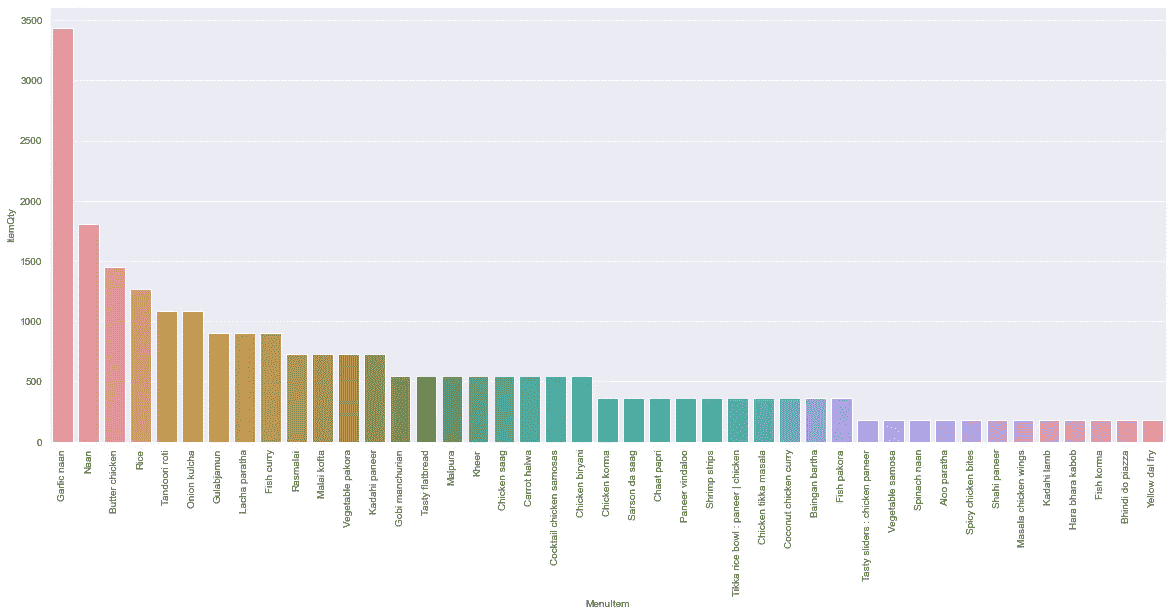 3500
3000
2500
2000
1500
1000
500
0
ItemQty
Garlic naan
Naan
Butter chicken
Rice
Tandoori roti
Onion kulcha
Gulabjamun
Lacha paratha
Fish curry
Rasmalai
Malai kofta
Vegetable pakora
Kadahi paneer
Gobi manchurian
Tasty flatbread
Malpura
Kheer
Chicken saag
Carrot halwa
Cocktail chicken samosas
Chicken biryani
Chicken korma
Sarson da saag
Chaat papri
Paneer vindaloo
Shrimp strips
Tikka rice bowl : paneer | chicken
Chicken tikka masala
Coconut chicken curry
Baingan bartha
Fish pakora
Tasty sliders : chicken paneer
Vegetable samosa
Spinach naan
Aloo paratha
Spicy chicken bites
Shahi paneer
Masala chicken wings
Kadahi lamb
Hara bhara kabob
Fish korma
Bhindi do piazza
Yellow dal fry
MenuItem